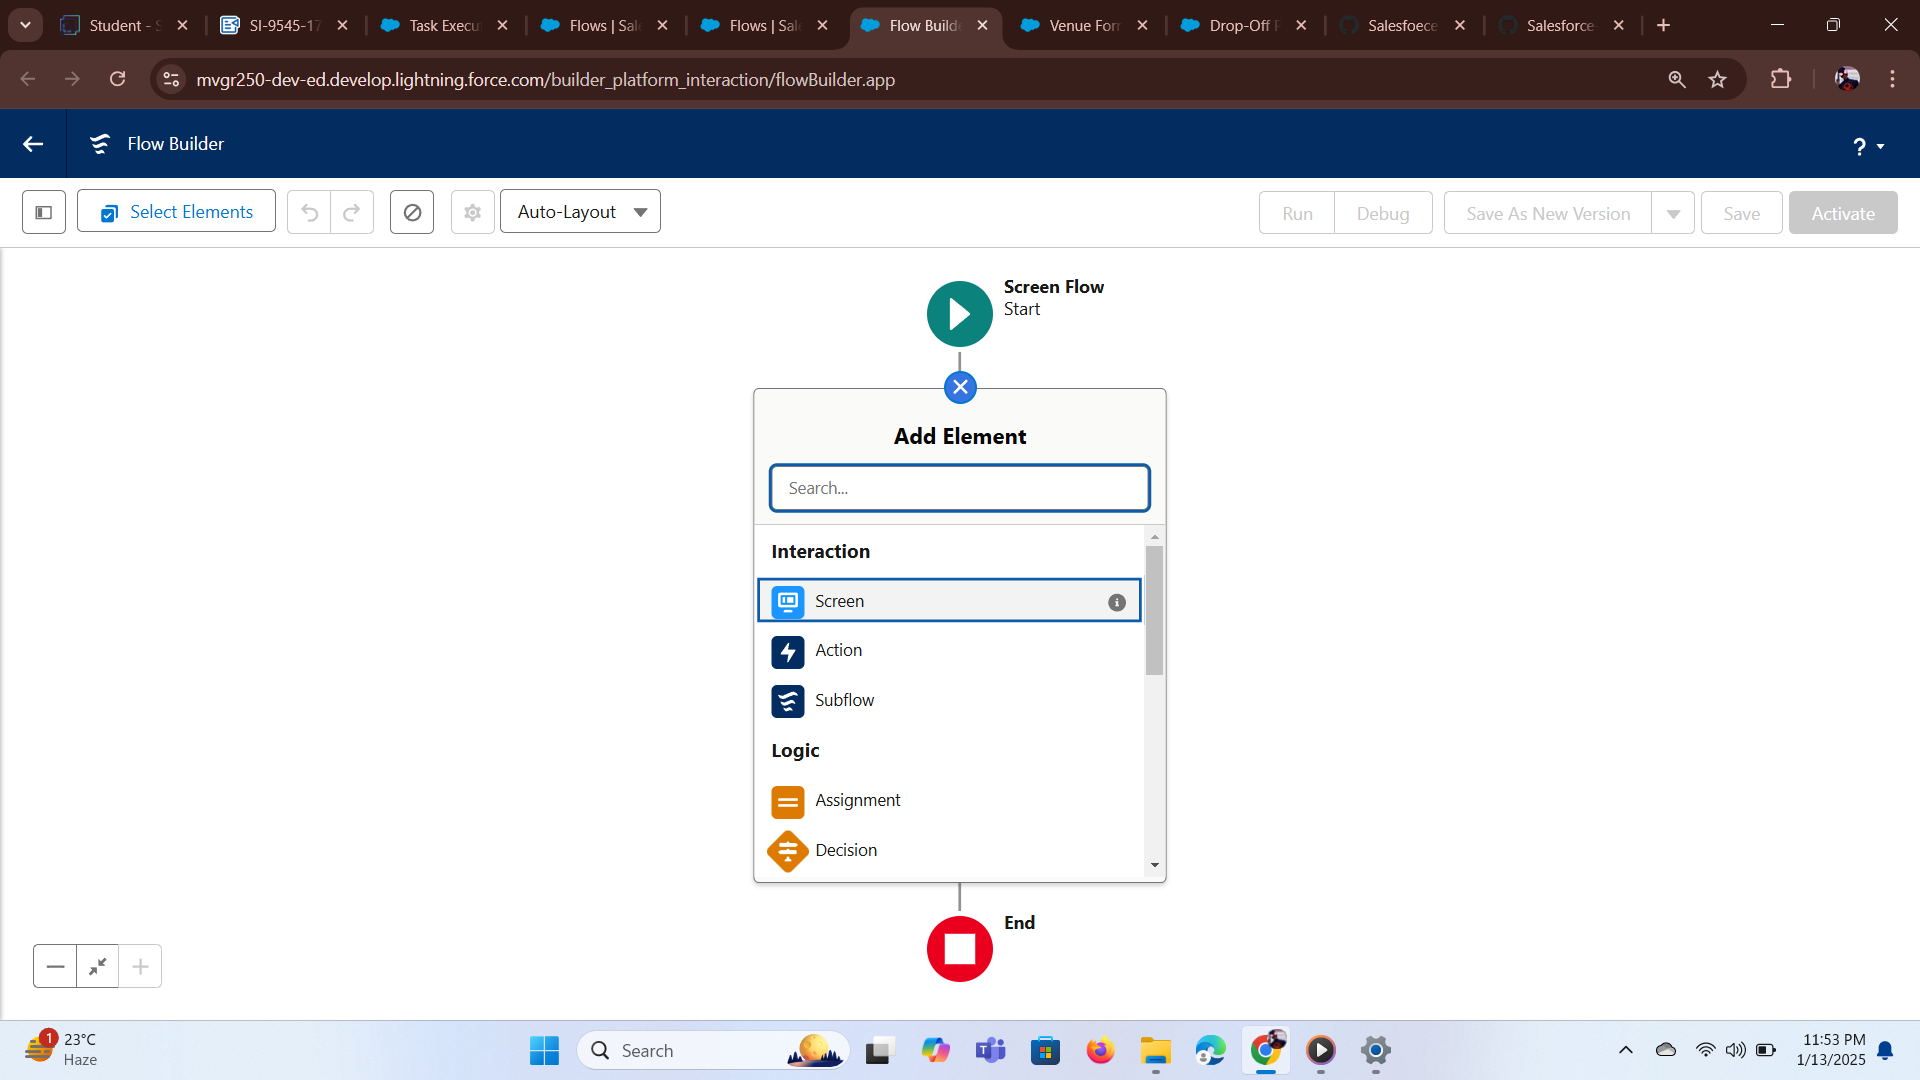 Student - S
SI-9545-17
Task Execu
Flows | Sal
Flows | Sal
Flow Builde
Venue For
Drop-Off P
Salesfoece
Salesforce-
mvgr250-dev-ed.develop.lightning.force.com/builder_platform_interaction/flowBuilder.app
Flow Builder
?
Select Elements
Auto-Layout
Run
Debug
Save As New Version
Save
Activate
Screen Flow
Start
Add Element
Search...
Interaction
Screen
Action
Subflow
Logic
Assignment
Decision
End
1
23°C
Haze
Search
11:53 PM
1/13/2025